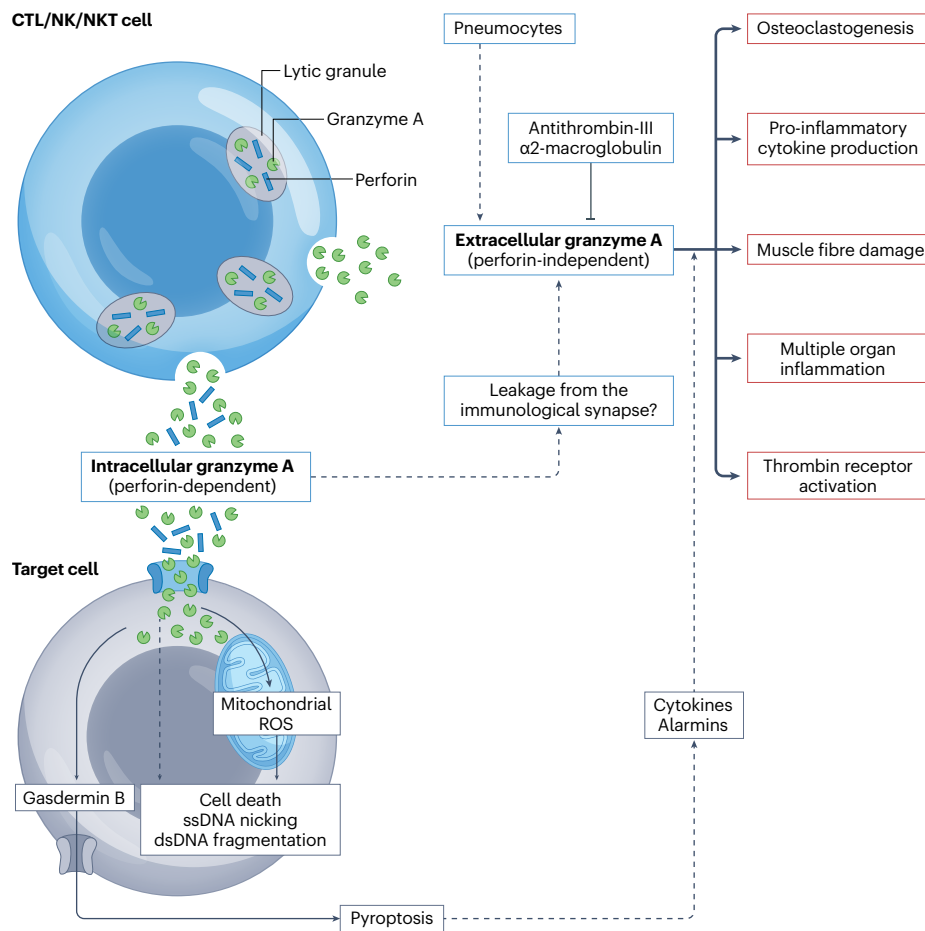 CTL/NK/NKT cell
Lytic granule
Granzyme A
Perforin
Pneumocytes
Antithrombin-III
α2-macroglobulin
Extracellular granzyme A
(perforin-independent)
Leakage from the
immunological synapse?
Osteoclastogenesis
Pro-inflammatory
cytokine production
Muscle fibre damage
Multiple organ
inflammation
Thrombin receptor
activation
Intracellular granzyme A
(perforin-dependent)
Target cell
Mitochondrial
ROS
Gasdermin B
Cell death
ssDNA nicking
dsDNA fragmentation
Cytokines
Alarmins
Pyroptosis